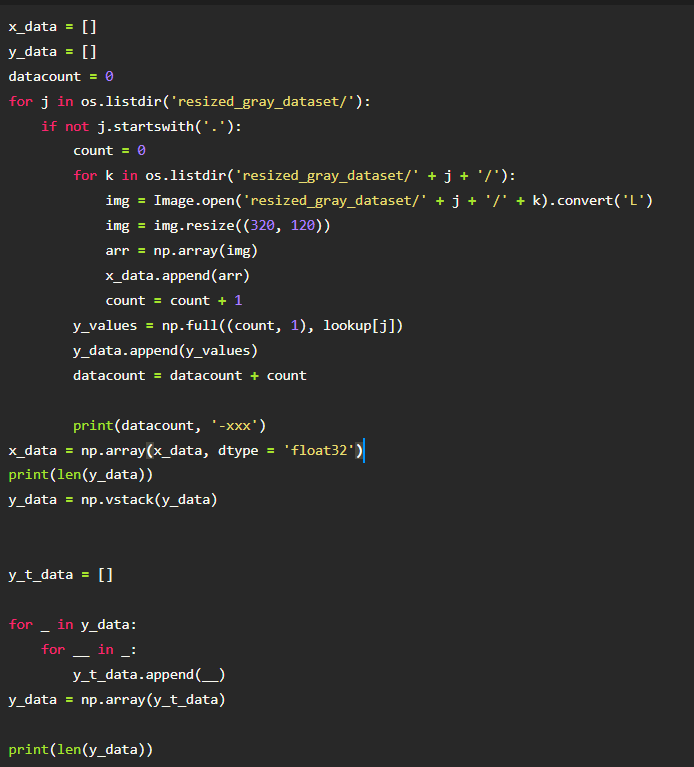 x_data = []
y_data = []
datacount = 0
for j in os.listdir('resized_gray_dataset/'):
    if not j.startswith('.'):
        count = 0
        for k in os.listdir('resized_gray_dataset/' + j + '/'):
            img = Image.open('resized_gray_dataset/' + j + '/' + k).convert('L')
            img = img.resize((320, 120))
            arr = np.array(img)
            x_data.append(arr)
            count = count + 1
        y_values = np.full((count, 1), lookup[j])
        y_data.append(y_values)
        datacount = datacount + count

        print(datacount, '-xxx')
x_data = np.array(x_data, dtype = 'float32')
print(len(y_data))
y_data = np.vstack(y_data)


y_t_data = []

for _ in y_data:
    for __ in _:
        y_t_data.append(__)
y_data = np.array(y_t_data)

print(len(y_data))